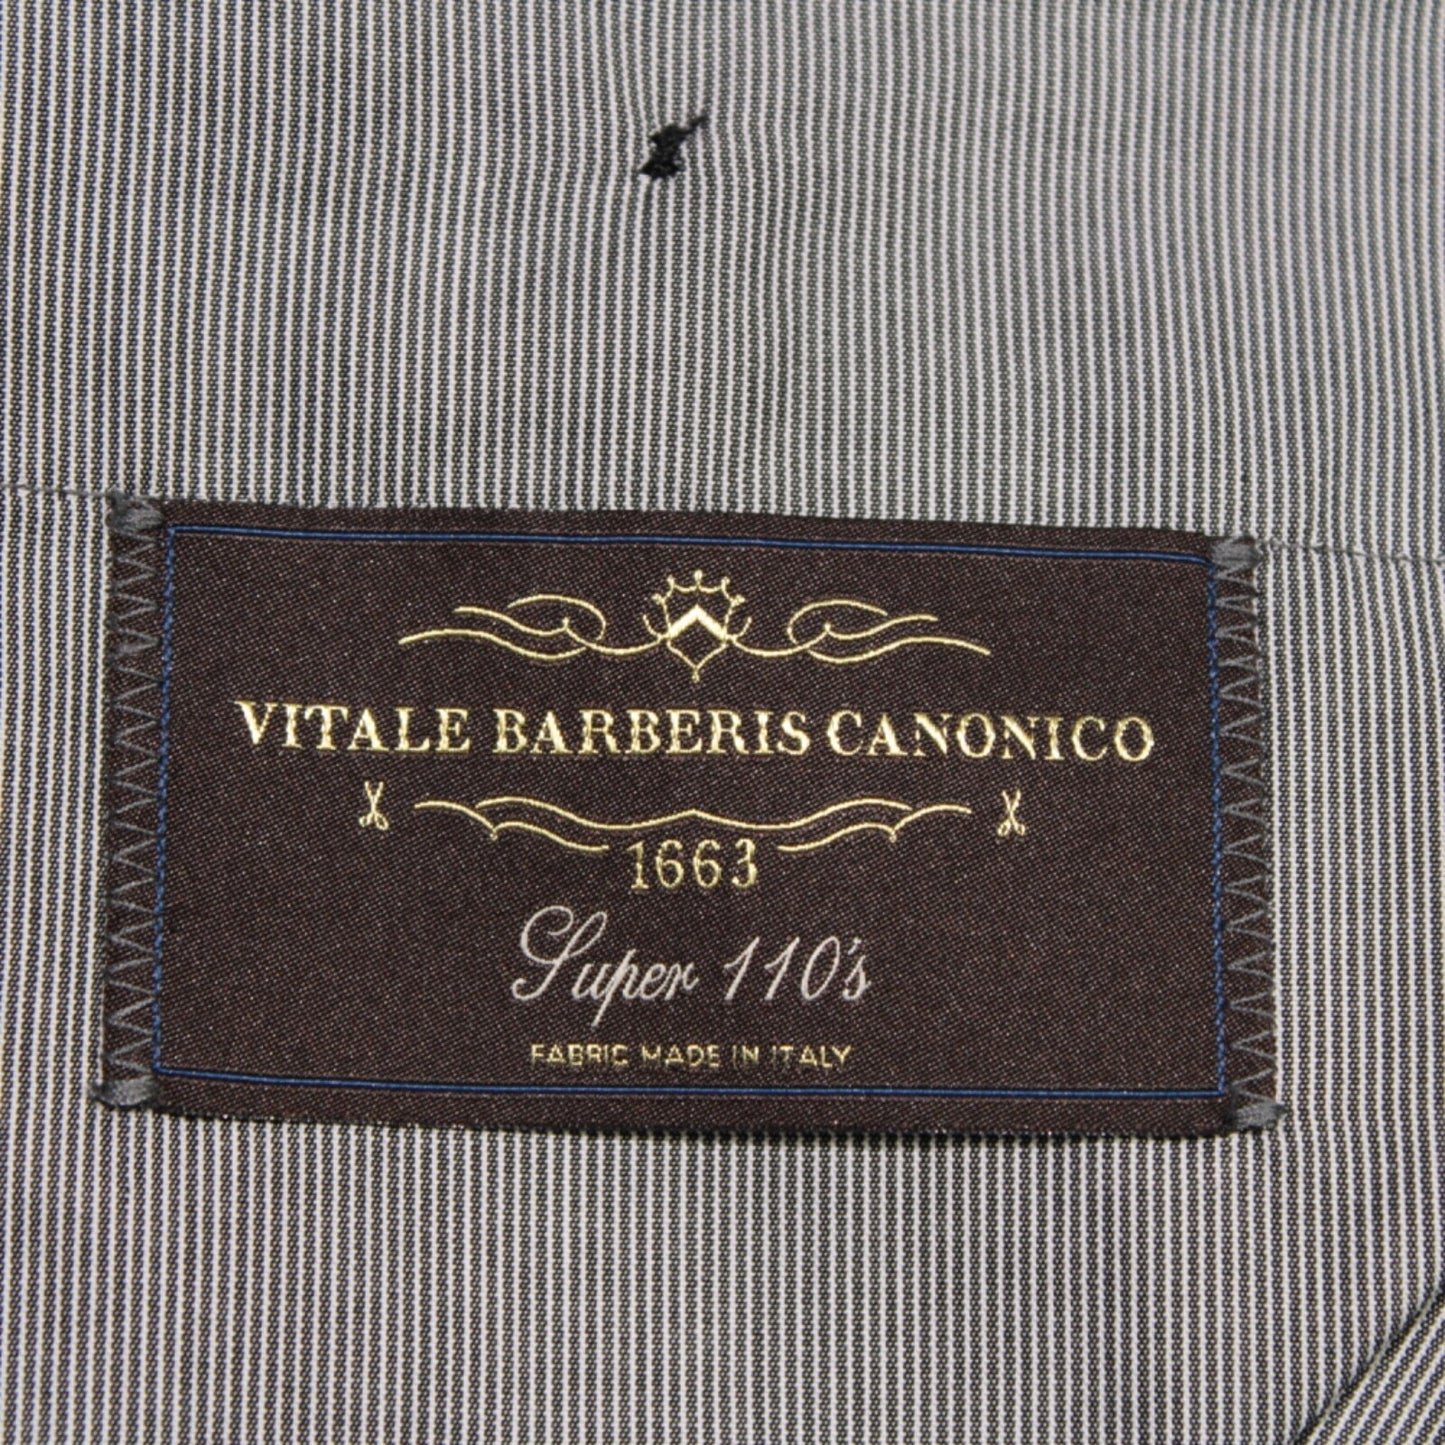 VITALE BARBERIS CANONICO
1663
Super 110's
FABRIC MADE IN ITALY